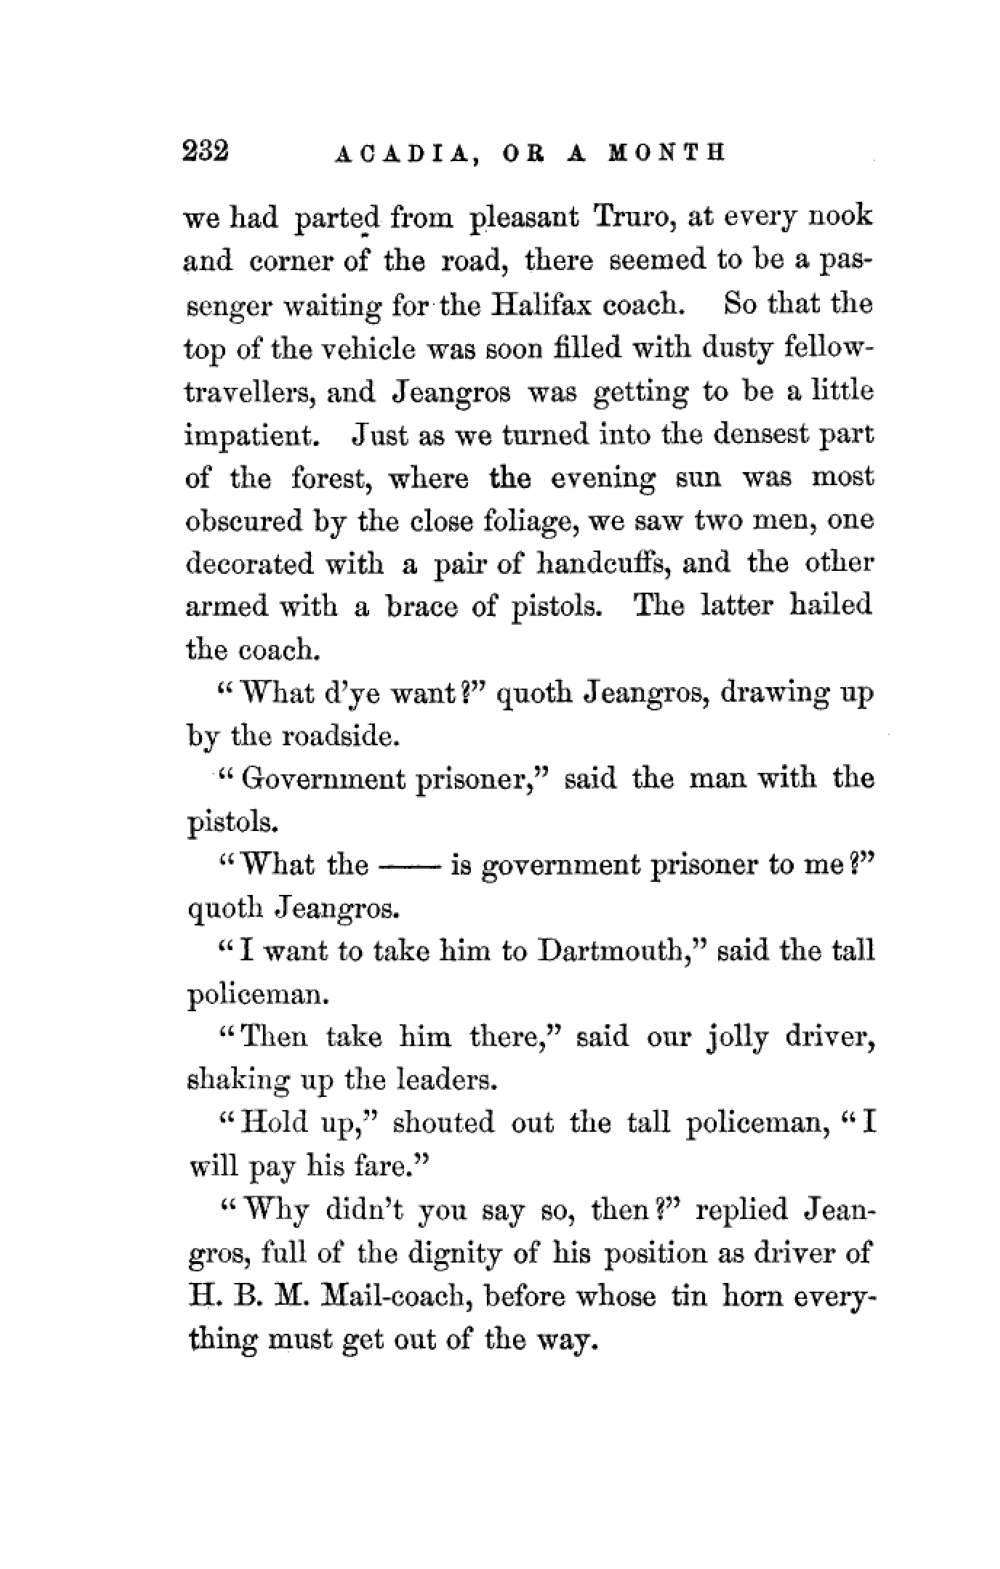 232 ACADIA, OR A MONTH
we had parted from pleasant Truro, at every nook
and corner of the road, there seemed to be a pas-
senger waiting for the Halifax coach. So that the
top of the vehicle was soon filled with dusty fellow-
travellers, and Jeangros was getting to be a little
impatient. Just as we turned into the densest part
of the forest, where the evening sun was most
obscured by the close foliage, we saw two men, one
decorated with a pair of handcuffs, and the other
armed with a brace of pistols. The latter hailed
the coach.
“What d’ye want?” quoth Jeangros, drawing up
by the roadside.
“Government prisoner,” said the man with the
pistols.
“What the —— is government prisoner to me?”
quoth Jeangros.
“I want to take him to Dartmouth,” said the tall
policeman.
“Then take him there,” said our jolly driver,
shaking up the leaders.
“Hold up,” shouted out the tall policeman, “I
will pay his fare.”
“Why didn’t you say so, then?” replied Jean-
gros, full of the dignity of his position as driver of
H. B. M. Mail-coach, before whose tin horn every-
thing must get out of the way.